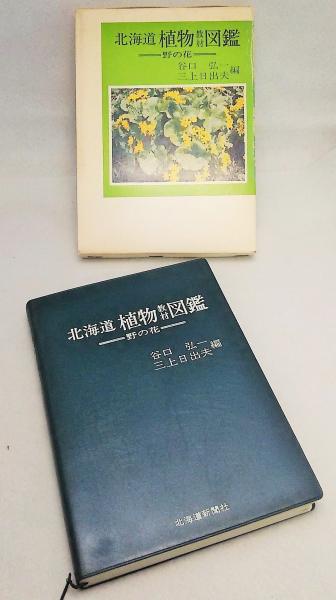 北海道 植物教材図鑑
野の花
谷口 弘一
三上日出夫 編
北海道 植物教材図鑑
野の花
谷口 弘一
三上日出夫 編
北海道新聞社